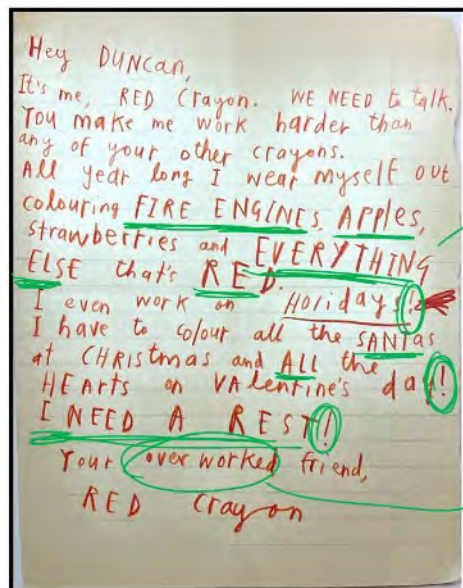 Hey DUNCan,
It's me, RED Crayon. WE NEED to talk.
You make me work harder than
any of your other crayons.
All year long I wear myself out
colouring FIRE ENGINES, APPles,
strawberries and EVERYTHING
ELSE that's RED.
I even work on Holidays!
I have to colour all the SANTAs
at CHRIStmas and ALL the
HEArts on VAlentine's day!
I NEED A REST!
Your overworked friend,
RED Crayon